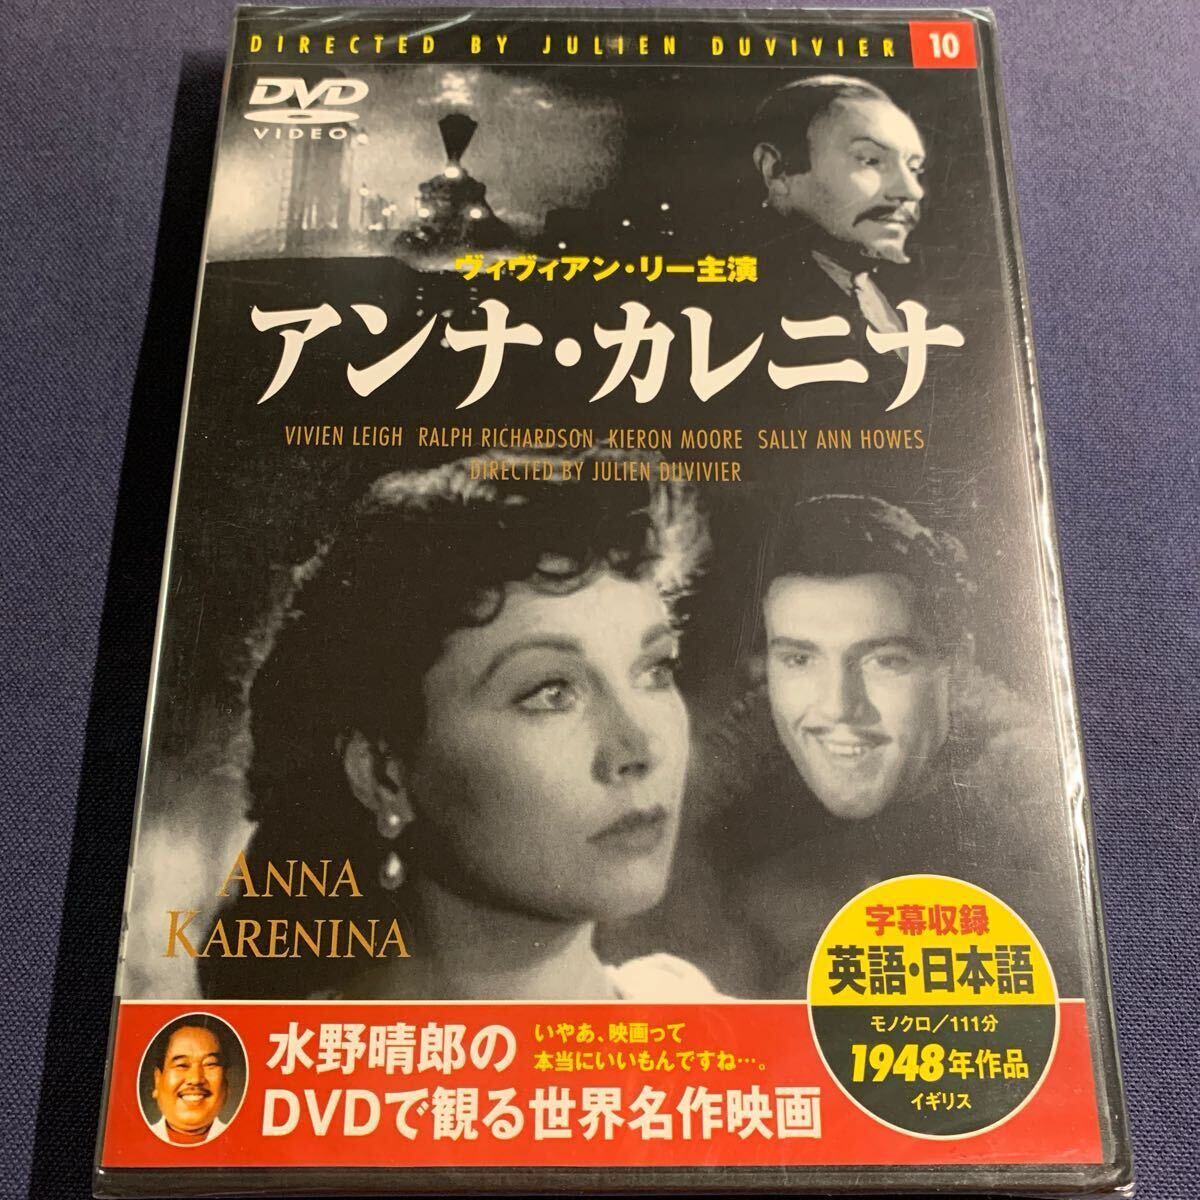 DIRECTED BY JULIEN DUVIVIER
10
DVD
VIDEO
ヴィヴィアン・リー主演
アンナ・カレニナ
VIVIEN LEIGH RALPH RICHARDSON KIERON MOORE SALLY ANN HOWES
DIRECTED BY JULIEN DUVIVIER
ANNA
KARENINA
字幕収録
英語・日本語
モノクロ/111分
1948年作品
イギリス
水野晴郎の
いやあ、映画って
本当にいいもんですね…。
DVDで観る世界名作映画